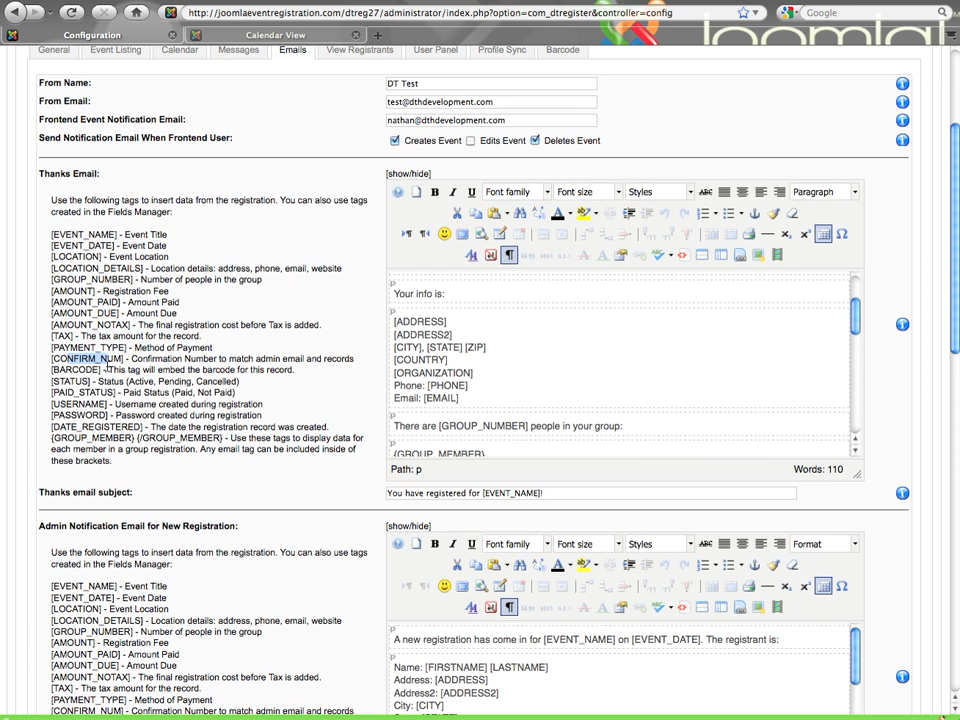 http://joomlaeventregistration.com/dtreg27/administrator/index.php?option=com_dtregister&controller=config
Google
Configuration
Calendar View
Joomla!
General
Event Listing
Calendar
Messages
Emails
View Registrants
User Panel
Profile Sync
Barcode
From Name:
DT Test
From Email:
test@dthdevelopment.com
Frontend Event Notification Email:
nathan@dthdevelopment.com
Send Notification Email When Frontend User:
Creates Event
Edits Event
Deletes Event
Thanks Email:
[show/hide]
Use the following tags to insert data from the registration. You can also use tags
created in the Fields Manager:
[EVENT_NAME] - Event Title
[EVENT_DATE] - Event Date
[LOCATION] - Event Location
[LOCATION_DETAILS] - Location details: address, phone, email, website
[GROUP_NUMBER] - Number of people in the group
[AMOUNT] - Registration Fee
[AMOUNT_PAID] - Amount Paid
[AMOUNT_DUE] - Amount Due
[AMOUNT_NOTAX] - The final registration cost before Tax is added.
[TAX] - The tax amount for the record.
[PAYMENT_TYPE] - Method of Payment
[CONFIRM_NUM] - Confirmation Number to match admin email and records
[BARCODE] - This tag will embed the barcode for this record.
[STATUS] - Status (Active, Pending, Cancelled)
[PAID_STATUS] - Paid Status (Paid, Not Paid)
[USERNAME] - Username created during registration
[PASSWORD] - Password created during registration
[DATE_REGISTERED] - The date the registration record was created.
{GROUP_MEMBER} {/GROUP_MEMBER} - Use these tags to display data for
each member in a group registration. Any email tag can be included inside of
these brackets.
B I U ABC
Font family
Font size
Styles
Paragraph
Your info is:
[ADDRESS]
[ADDRESS2]
[CITY], [STATE] [ZIP]
[COUNTRY]
[ORGANIZATION]
Phone: [PHONE]
Email: [EMAIL]
There are [GROUP_NUMBER] people in your group:
{GROUP_MEMBER}
Path: p
Words: 110
Thanks email subject:
You have registered for [EVENT_NAME]!
Admin Notification Email for New Registration:
[show/hide]
Use the following tags to insert data from the registration. You can also use tags
created in the Fields Manager:
[EVENT_NAME] - Event Title
[EVENT_DATE] - Event Date
[LOCATION] - Event Location
[LOCATION_DETAILS] - Location details: address, phone, email, website
[GROUP_NUMBER] - Number of people in the group
[AMOUNT] - Registration Fee
[AMOUNT_PAID] - Amount Paid
[AMOUNT_DUE] - Amount Due
[AMOUNT_NOTAX] - The final registration cost before Tax is added.
[TAX] - The tax amount for the record.
[PAYMENT_TYPE] - Method of Payment
[CONFIRM_NUM] - Confirmation Number to match admin email and records
B I U ABC
Font family
Font size
Styles
Format
A new registration has come in for [EVENT_NAME] on [EVENT_DATE]. The registrant is:
Name: [FIRSTNAME] [LASTNAME]
Address: [ADDRESS]
Address2: [ADDRESS2]
City: [CITY]